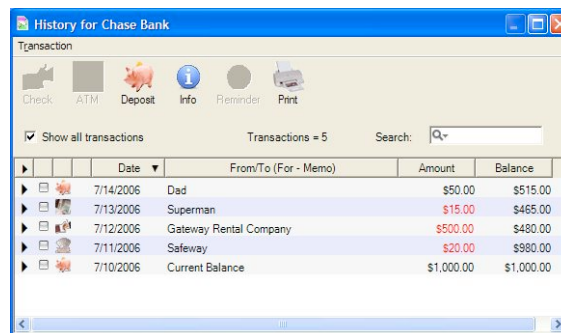 History for Chase Bank
Transaction
Check ATM Deposit Info Reminder Print
Show all transactions Transactions = 5 Search:
Date From/To (For - Memo) Amount Balance
7/14/2006 Dad $50.00 $515.00
7/13/2006 Superman $15.00 $465.00
7/12/2006 Gateway Rental Company $500.00 $480.00
7/11/2006 Safeway $20.00 $980.00
7/10/2006 Current Balance $1,000.00 $1,000.00